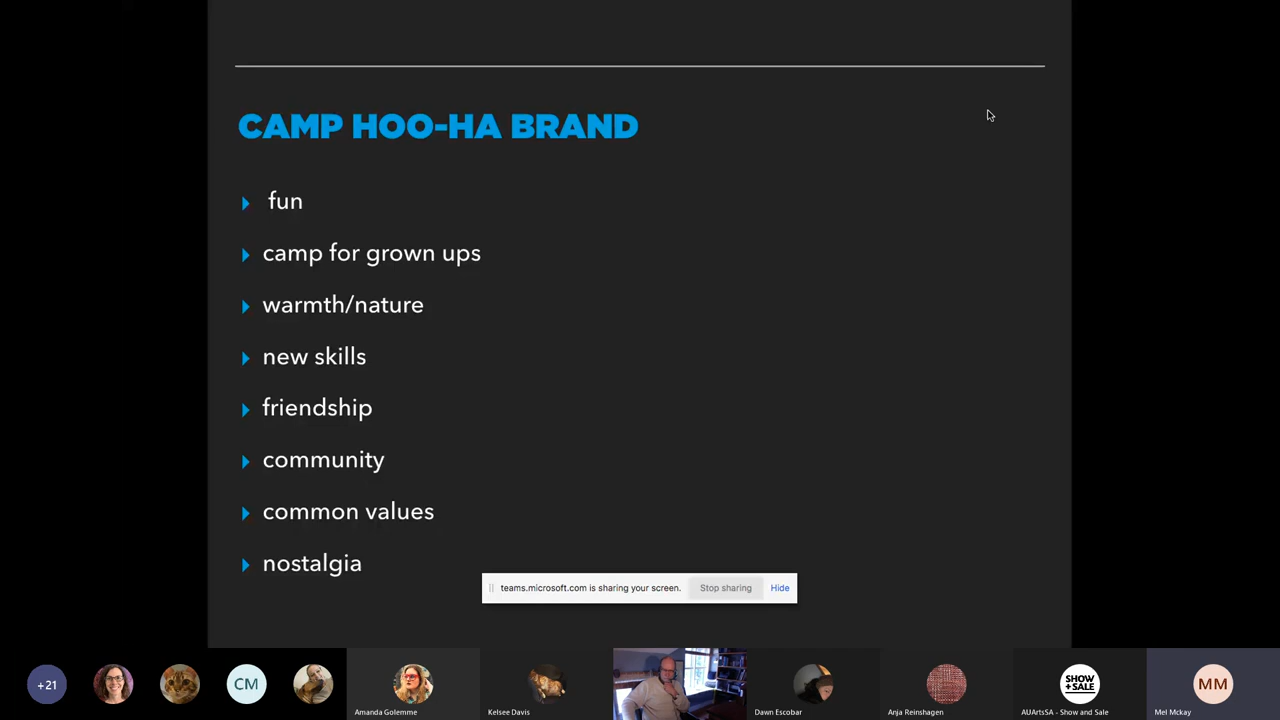 CAMP HOO-HA BRAND
fun
camp for grown ups
warmth/nature
new skills
friendship
community
common values
nostalgia
teams.microsoft.com is sharing your screen. Stop sharing Hide
+21
CM
SHOW
+SALE
MM
Amanda Golemme
Kelsee Davis
Dawn Escobar
Anja Reinshagen
AUArtsSA - Show and Sale
Mel Mckay